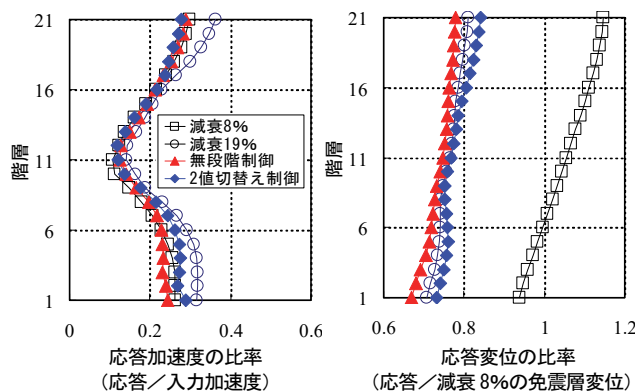 階層
21
16
11
6
1
0
0.2
0.4
0.6
減衰8%
減衰19%
無段階制御
2値切替え制御
応答加速度の比率
(応答/入力加速度)
階層
21
16
11
6
1
0.6
0.8
1
1.2
応答変位の比率
(応答/減衰8%の免震層変位)